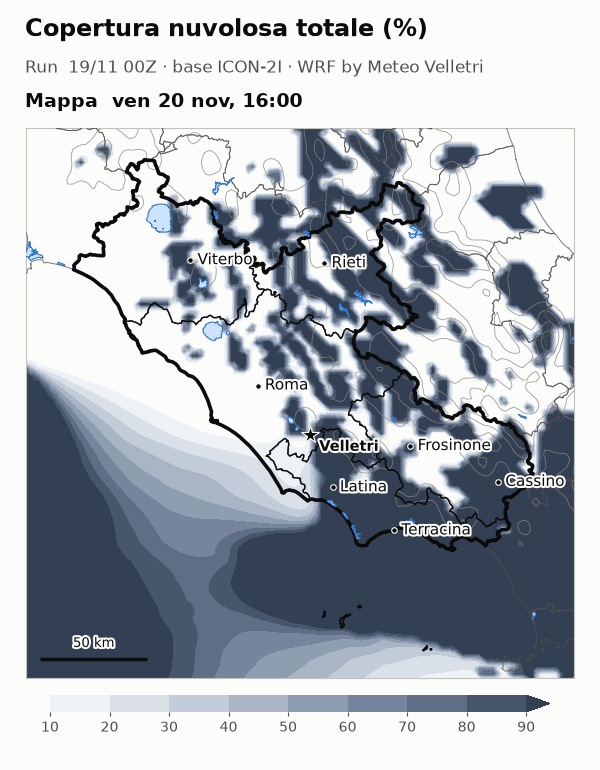 Copertura nuvolosa totale (%)
Run  19/11 00Z · base ICON-2I · WRF by Meteo Velletri
Mappa  ven 20 nov, 16:00
Viterbo
Rieti
Roma
Velletri
Frosinone
Latina
Cassino
Terracina
50 km
10 20 30 40 50 60 70 80 90